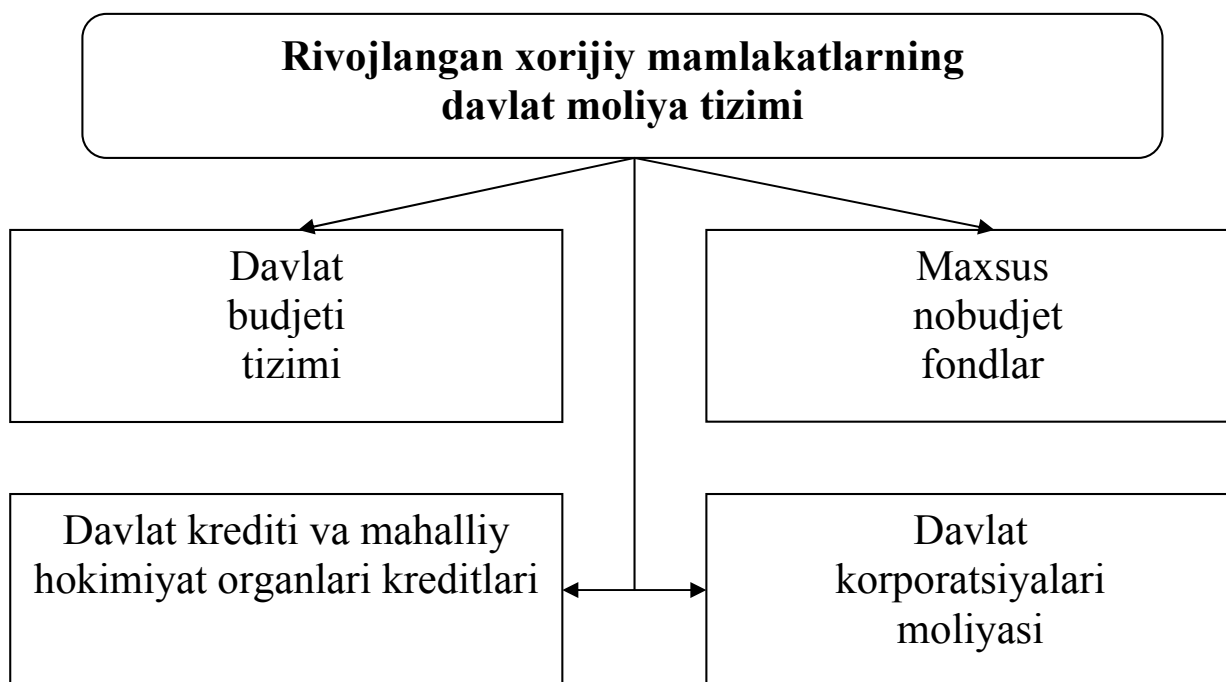 Rivojlangan xorijiy mamlakatlarning
davlat moliya tizimi
Davlat
budjeti
tizimi
Maxsus
nobudjet
fondlar
Davlat krediti va mahalliy
hokimiyat organlari kreditlari
Davlat
korporatsiyalari
moliyasi